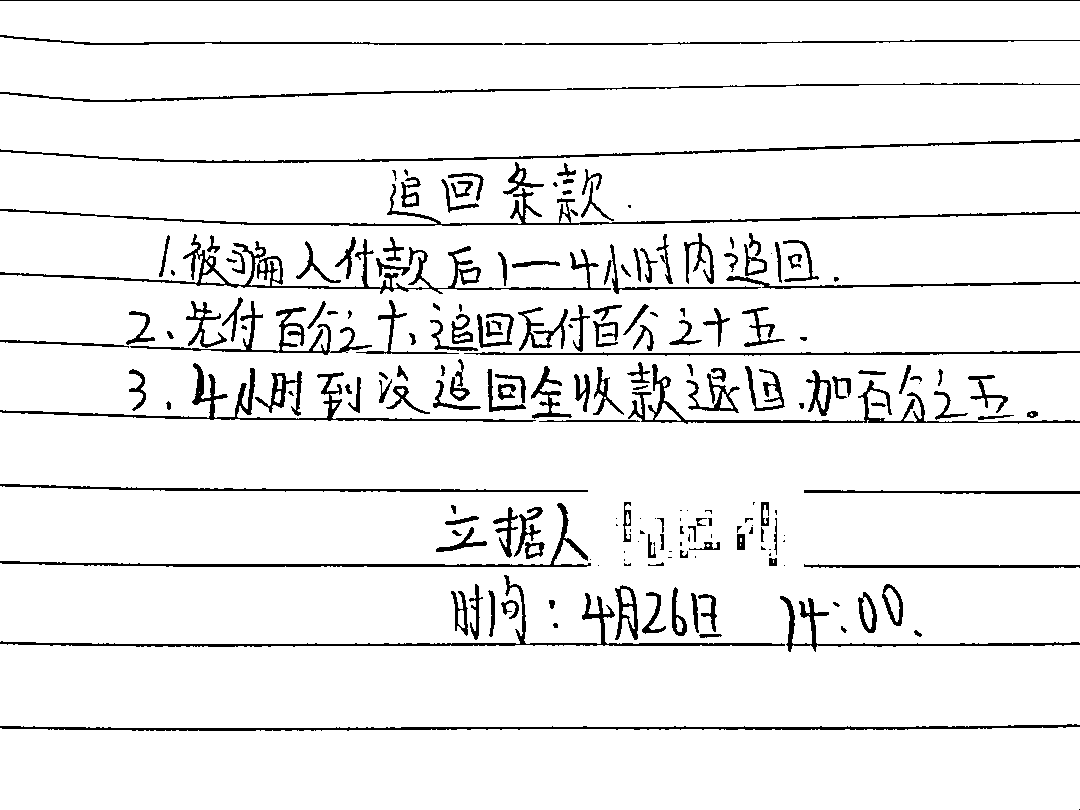 追回条款.
1.被骗人付款后1—4小时内追回.
2、先付百分之十、追回后付百分之十五.
3.4小时到没追回全收款退回.加百分之五。
立据人
时间:4月26日 14:00.